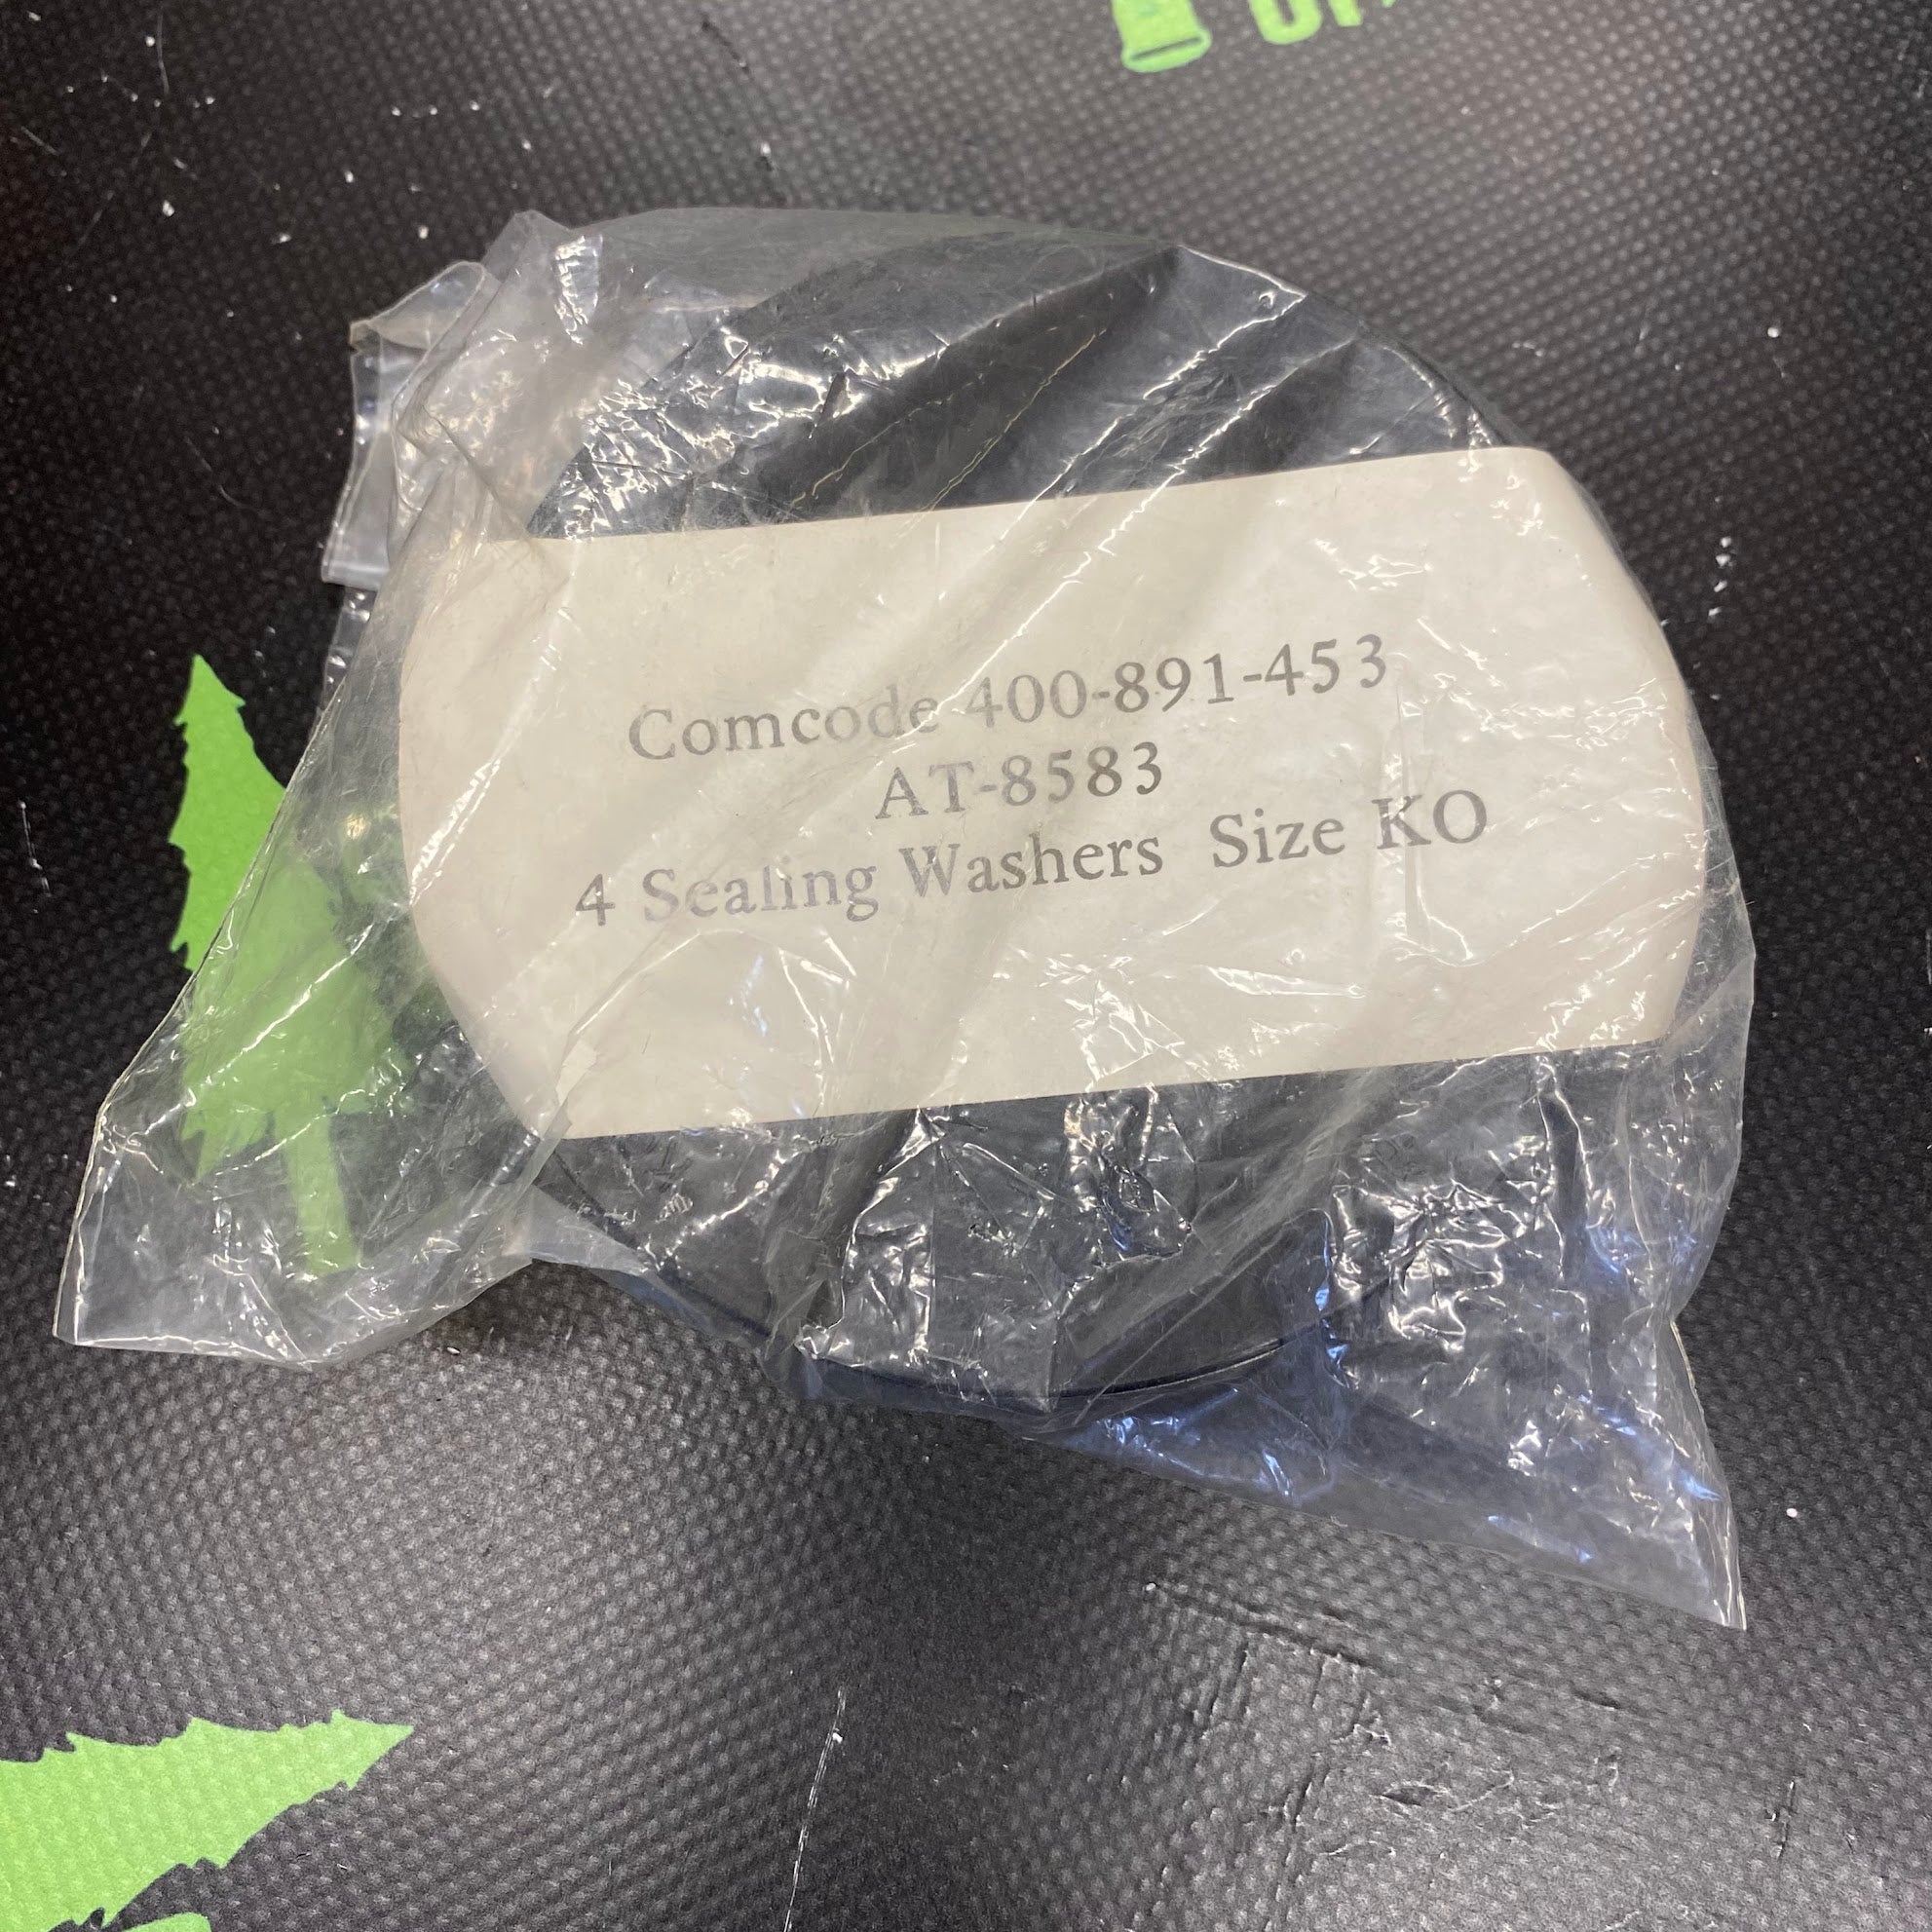 Comcode 400-891-453
AT-8583
4 Sealing Washers Size KO